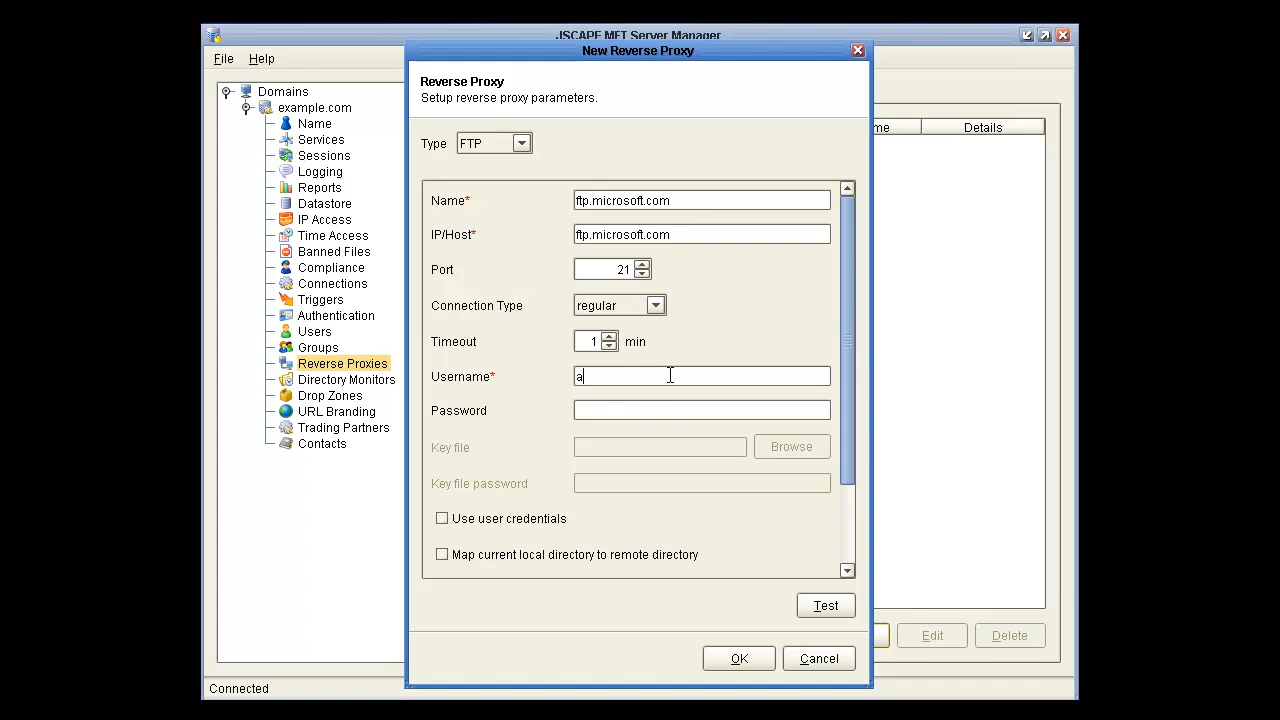 JSCAPE MFT Server Manager
New Reverse Proxy
File Help
Reverse Proxy
Setup reverse proxy parameters.
Domains
example.com
Name
Services
Sessions
Logging
Reports
Datastore
IP Access
Time Access
Banned Files
Compliance
Connections
Triggers
Authentication
Users
Groups
Reverse Proxies
Directory Monitors
Drop Zones
URL Branding
Trading Partners
Contacts
Type FTP
Name* ftp.microsoft.com
IP/Host* ftp.microsoft.com
Port 21
Connection Type regular
Timeout 1 min
Username* a
Password
Key file Browse
Key file password
Use user credentials
Map current local directory to remote directory
Test
OK Cancel
me Details
Edit Delete
Connected